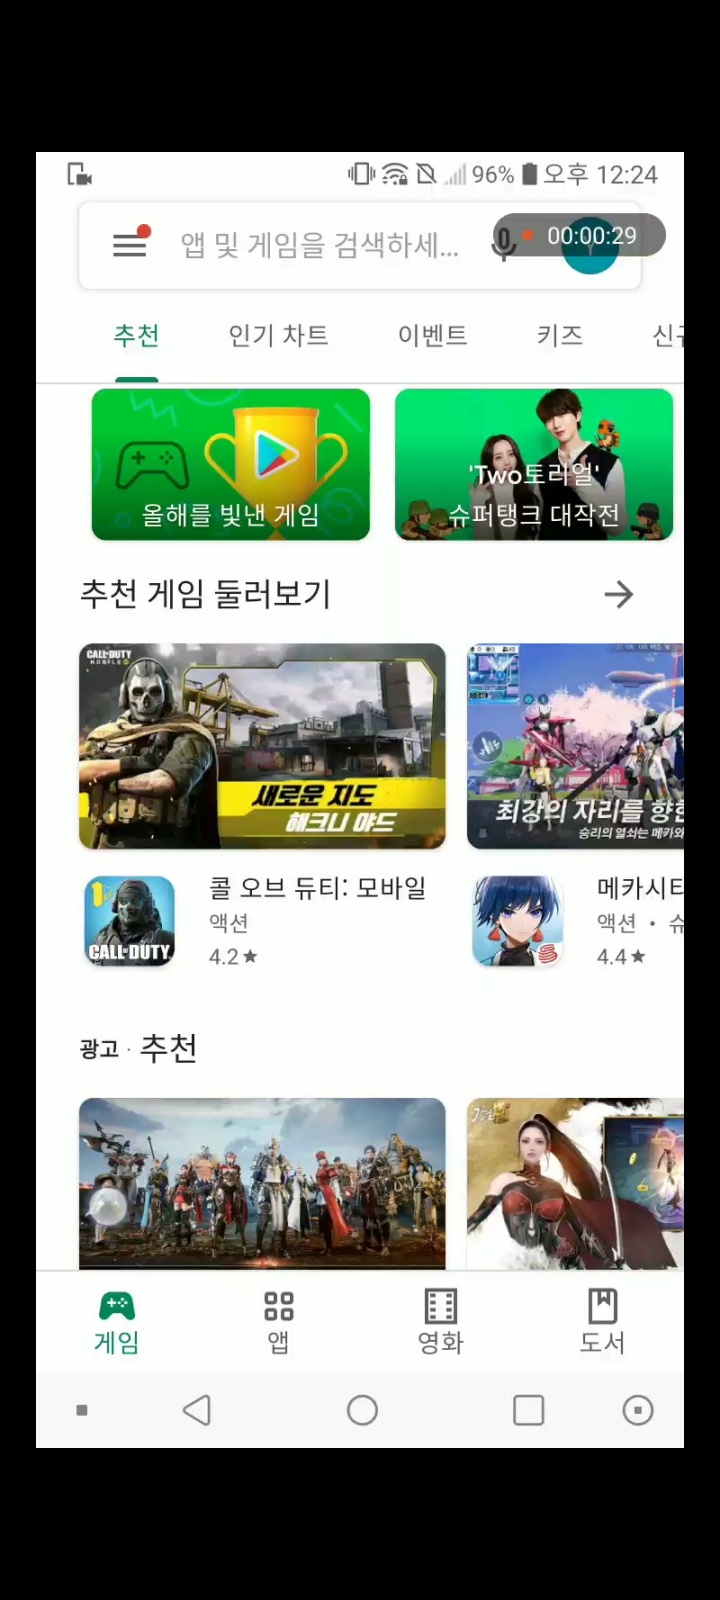 96% 오후 12:24
앱 및 게임을 검색하세...
00:00:29
추천 인기 차트 이벤트 키즈
올해를 빛낸 게임
'Two토리얼'
슈퍼탱크 대작전
추천 게임 둘러보기
CALL OF DUTY
MOBILE
새로운 지도
해크니 야드
최강의 자리를 향한
승리의 열쇠는 메카와
콜 오브 듀티: 모바일
액션
4.2★
CALL OF DUTY
메카시티
액션 · 슈
4.4★
광고 · 추천
게임 앱 영화 도서